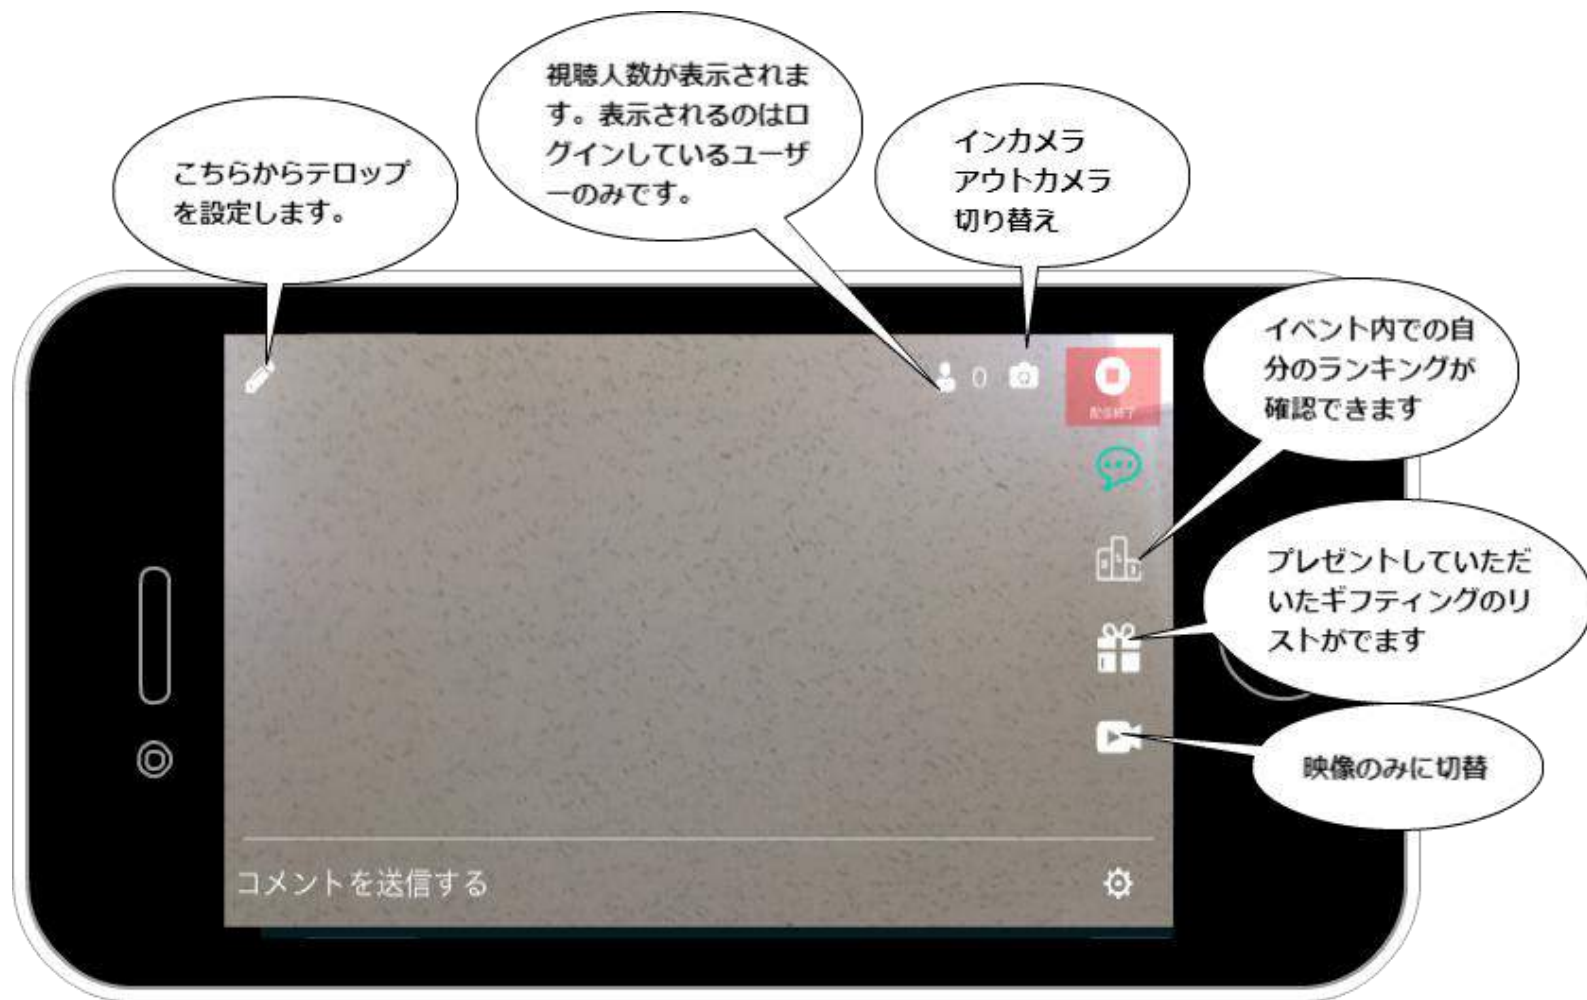 視聴人数が表示されま
す。表示されるのはロ
グインしているユーザ
ーのみです。
インカメラ
アウトカメラ
切り替え
こちらからテロップ
を設定します。
イベント内での自
分のランキングが
確認できます
0
配信終了
プレゼントしていただ
いたギフティングのリ
ストがでます
映像のみに切替
コメントを送信する